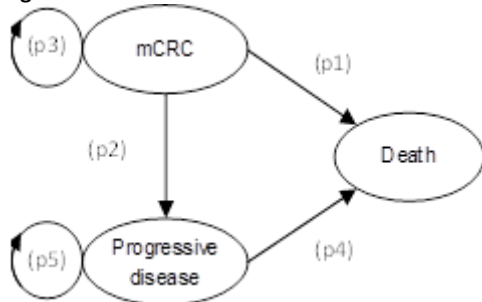 (p3)
mCRC
(p1)
(p2)
Death
(p5)
Progressive
disease
(p4)